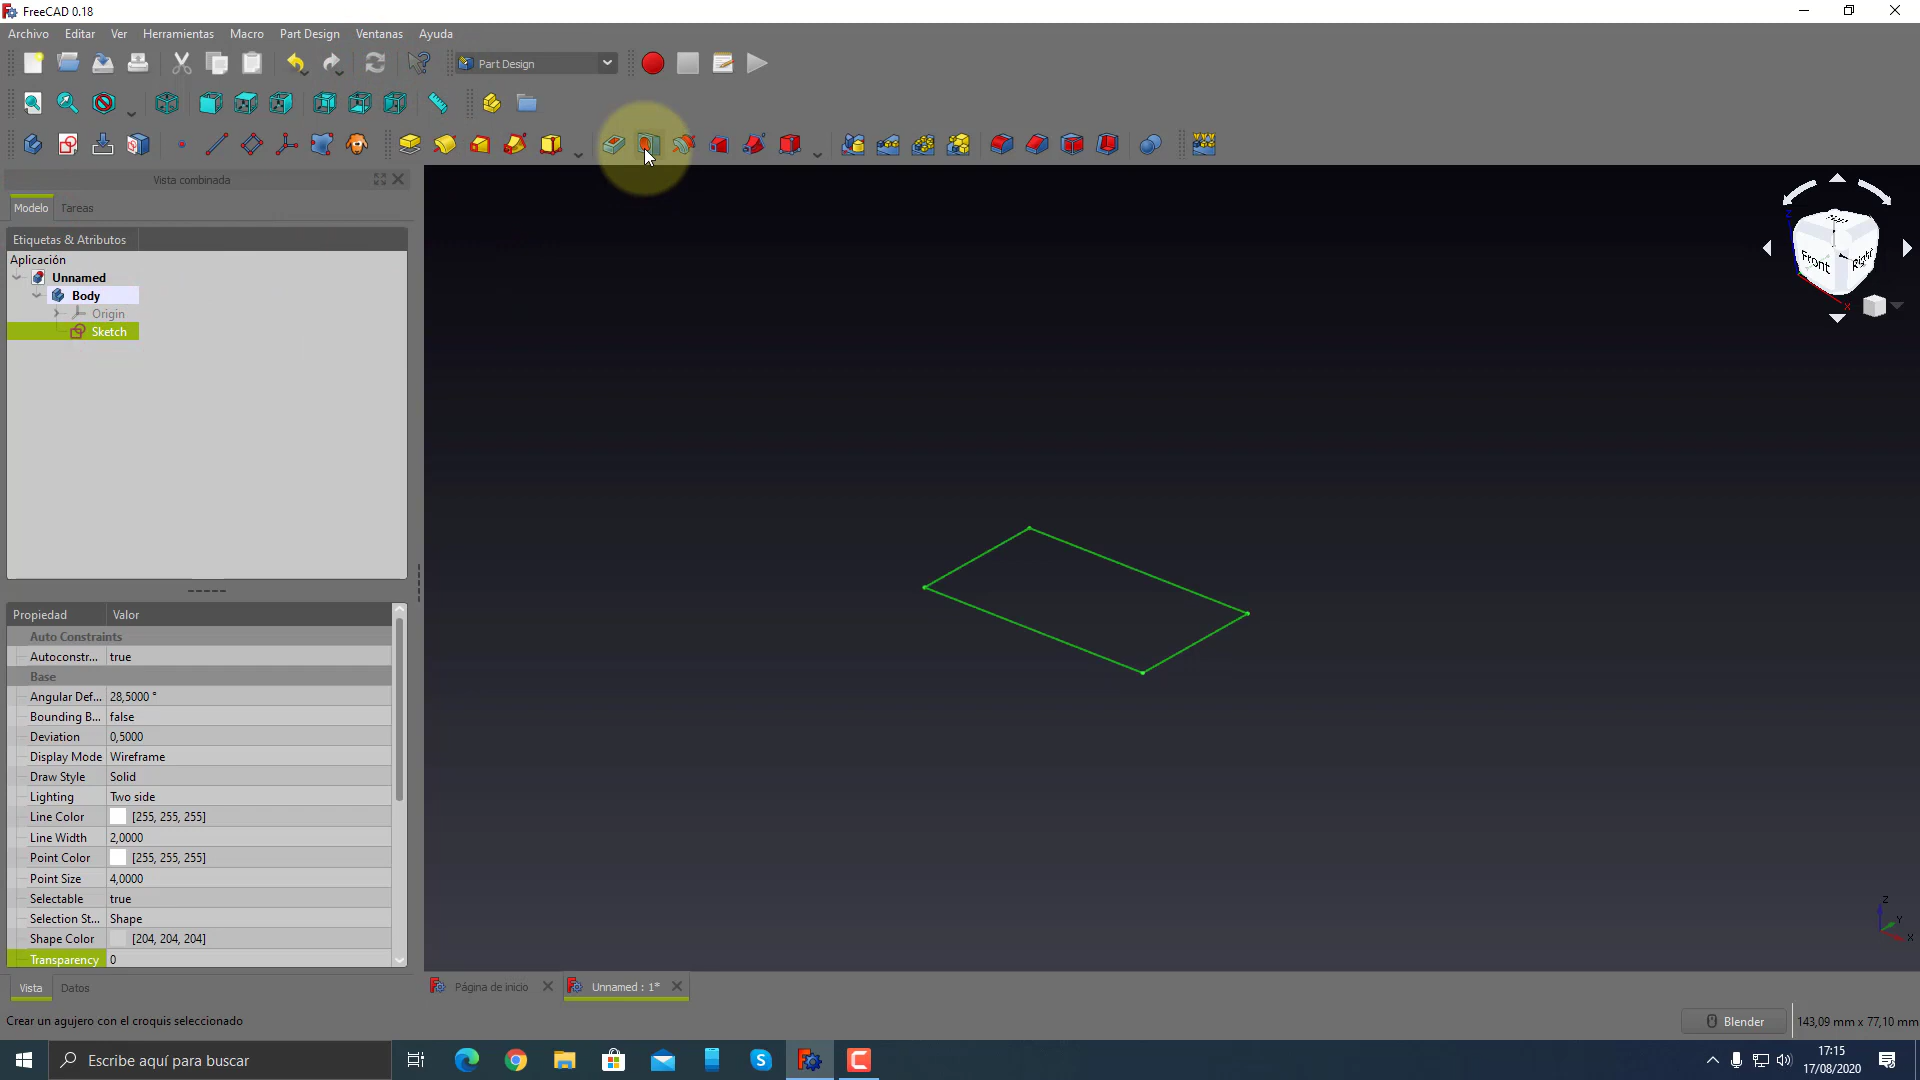 FreeCAD 0.18
Archivo Editar Ver Herramientas Macro Part Design Ventanas Ayuda
Part Design
Vista combinada
Modelo Tareas
Etiquetas & Atributos
Aplicación
Unnamed
Body
Origin
Sketch
Front Right
Z
X
Propiedad Valor
Auto Constraints
Autoconstr... true
Base
Angular Def... 28,5000 °
Bounding B... false
Deviation 0,5000
Display Mode Wireframe
Draw Style Solid
Lighting Two side
Line Color [255, 255, 255]
Line Width 2,0000
Point Color [255, 255, 255]
Point Size 4,0000
Selectable true
Selection St... Shape
Shape Color [204, 204, 204]
Transparency 0
Z
Y
X
Vista Datos
Página de inicio Unnamed : 1*
Crear un agujero con el croquis seleccionado
Blender 143,09 mm x 77,10 mm
Escribe aquí para buscar
17:15
17/08/2020